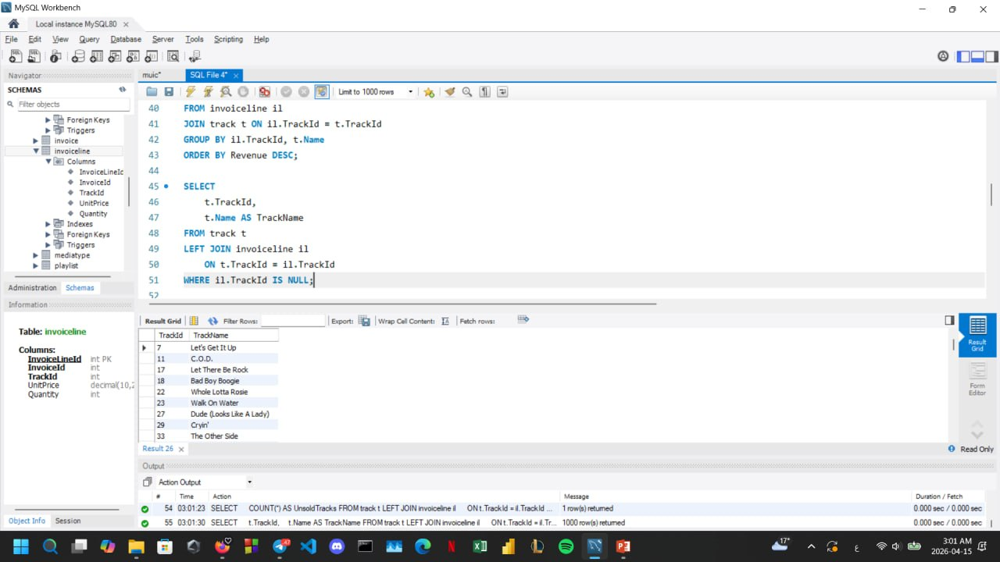 MySQL Workbench
Local instance MySQL80
File Edit View Query Database Server Tools Scripting Help
Navigator
SCHEMAS
Filter objects
Foreign Keys
Triggers
invoice
invoiceline
Columns
InvoiceLineId
InvoiceId
TrackId
UnitPrice
Quantity
Indexes
Foreign Keys
Triggers
mediatype
playlist
Administration Schemas
Information
Table: invoiceline
Columns:
InvoiceLineId int PK
InvoiceId int
TrackId int
UnitPrice decimal(10,2
Quantity int
Object Info Session
muic* SQL File 4*
Limit to 1000 rows
40 FROM invoiceline il
41 JOIN track t ON il.TrackId = t.TrackId
42 GROUP BY il.TrackId, t.Name
43 ORDER BY Revenue DESC;
44
45 SELECT
46 t.TrackId,
47 t.Name AS TrackName
48 FROM track t
49 LEFT JOIN invoiceline il
50 ON t.TrackId = il.TrackId
51 WHERE il.TrackId IS NULL;
52
Result Grid Filter Rows: Export: Wrap Cell Content: Fetch rows:
TrackId TrackName
7 Let's Get It Up
11 C.O.D.
17 Let There Be Rock
18 Bad Boy Boogie
22 Whole Lotta Rosie
23 Walk On Water
27 Dude (Looks Like A Lady)
29 Cryin'
33 The Other Side
Result Grid
Form Editor
Result 26
Read Only
Output
Action Output
# Time Action Message Duration / Fetch
54 03:01:23 SELECT COUNT(*) AS UnsoldTracks FROM track t LEFT JOIN invoiceline il ON t.TrackId = il.TrackId ... 1 row(s) returned 0.000 sec / 0.000 sec
55 03:01:30 SELECT t.TrackId, t.Name AS TrackName FROM track t LEFT JOIN invoiceline il ON t.TrackId = il.Tr... 1000 row(s) returned 0.000 sec / 0.000 sec
47
17°
ع
3:01 AM
2026-04-15